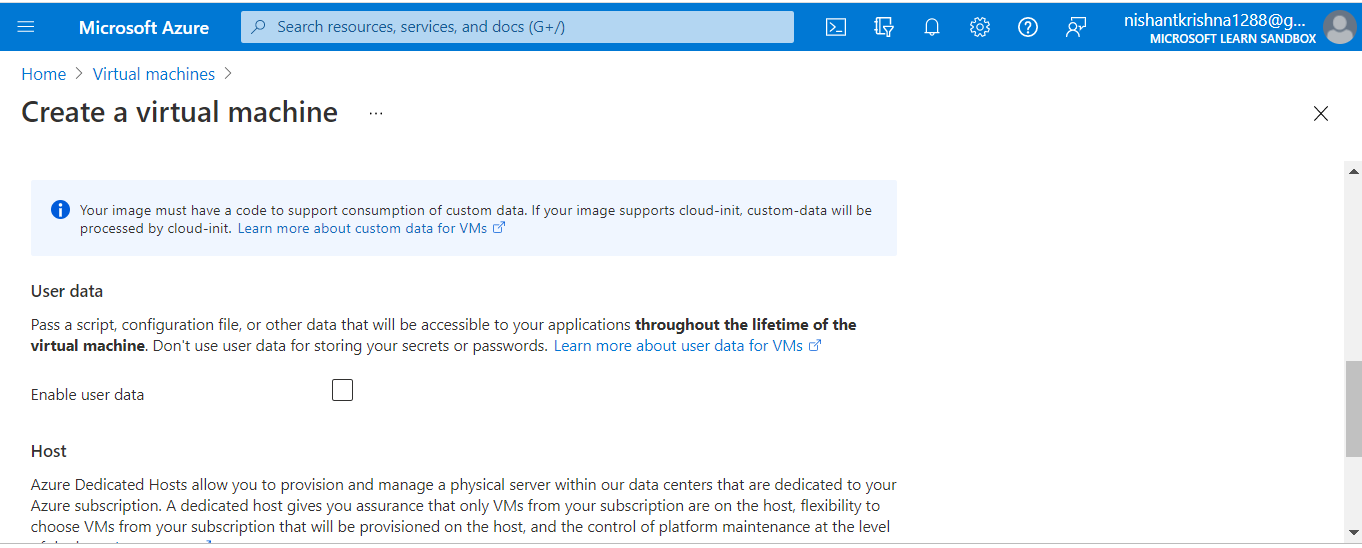 Microsoft Azure
Search resources, services, and docs (G+/)
nishantkrishna1288@g...
MICROSOFT LEARN SANDBOX
Home > Virtual machines >
Create a virtual machine ...
Your image must have a code to support consumption of custom data. If your image supports cloud-init, custom-data will be
processed by cloud-init. Learn more about custom data for VMs
User data
Pass a script, configuration file, or other data that will be accessible to your applications throughout the lifetime of the
virtual machine. Don't use user data for storing your secrets or passwords. Learn more about user data for VMs
Enable user data
Host
Azure Dedicated Hosts allow you to provision and manage a physical server within our data centers that are dedicated to your
Azure subscription. A dedicated host gives you assurance that only VMs from your subscription are on the host, flexibility to
choose VMs from your subscription that will be provisioned on the host, and the control of platform maintenance at the level